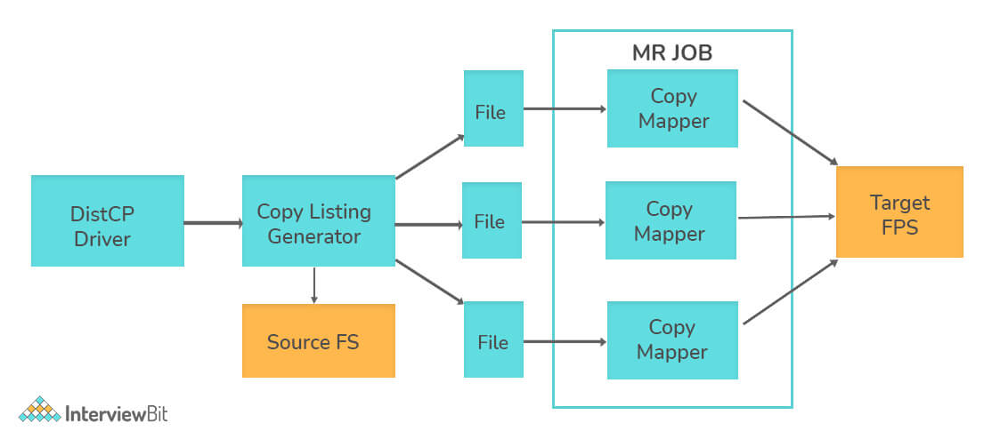 MR JOB
DistCP
Driver
Copy Listing
Generator
Source FS
File
File
File
Copy
Mapper
Copy
Mapper
Copy
Mapper
Target
FPS
InterviewBit